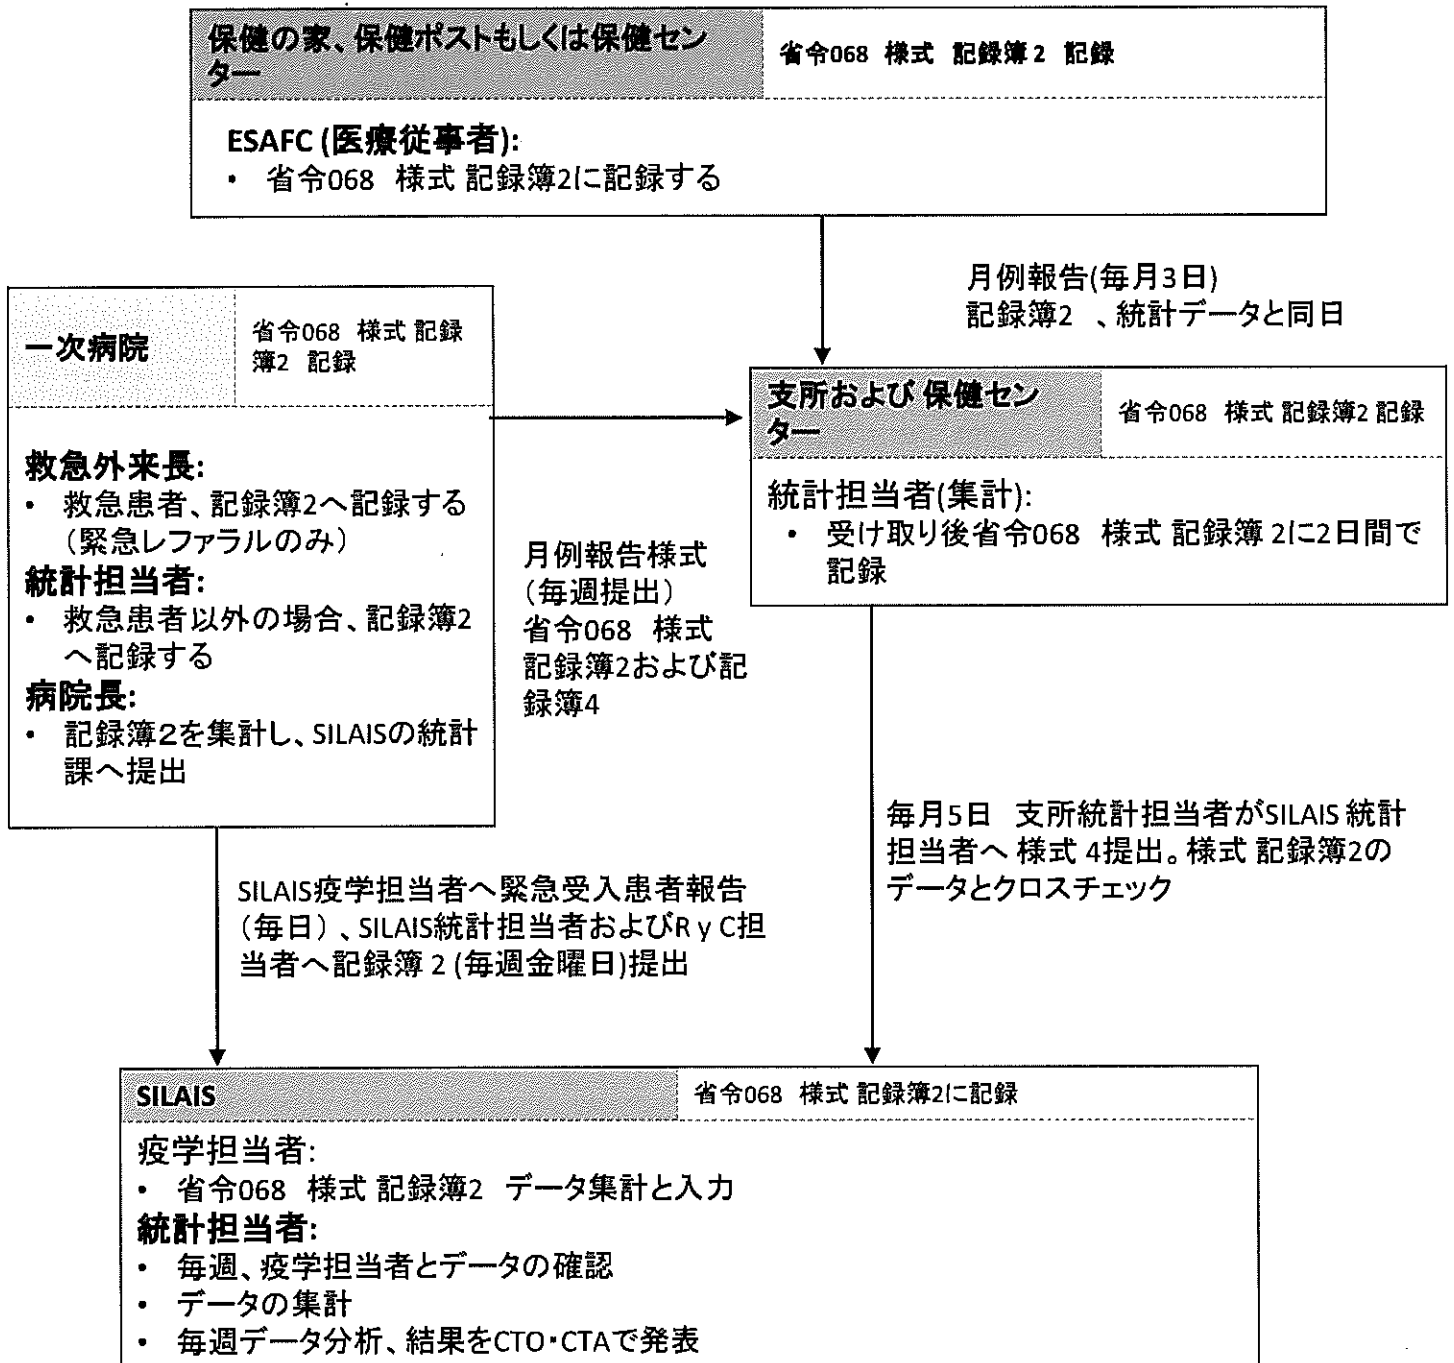 保健の家、保健ポストもしくは保健セン
ター
省令068 様式 記録簿 2 記録
ESAFC (医療従事者):
• 省令068 様式 記録簿2に記録する
月例報告(毎月3日)
記録簿2 、統計データと同日
一次病院
省令068 様式 記録
簿2 記録
救急外来長:
• 救急患者、記録簿2へ記録する
（緊急レファラルのみ）
統計担当者:
• 救急患者以外の場合、記録簿2
へ記録する
病院長:
• 記録簿２を集計し、SILAISの統計
課へ提出
月例報告様式
（毎週提出）
省令068 様式
記録簿2および記
録簿4
支所および 保健セン
ター
省令068 様式 記録簿2 記録
統計担当者(集計):
• 受け取り後省令068 様式 記録簿 2に2日間で
記録
毎月5日 支所統計担当者がSILAIS 統計
担当者へ 様式 4提出。様式 記録簿2の
データとクロスチェック
SILAIS疫学担当者へ緊急受入患者報告
（毎日）、SILAIS統計担当者およびR y C担
当者へ記録簿 2 (毎週金曜日)提出
SILAIS
省令068 様式 記録簿2に記録
疫学担当者:
• 省令068 様式 記録簿2 データ集計と入力
統計担当者:
• 毎週、疫学担当者とデータの確認
• データの集計
• 毎週データ分析、結果をCTO・CTAで発表